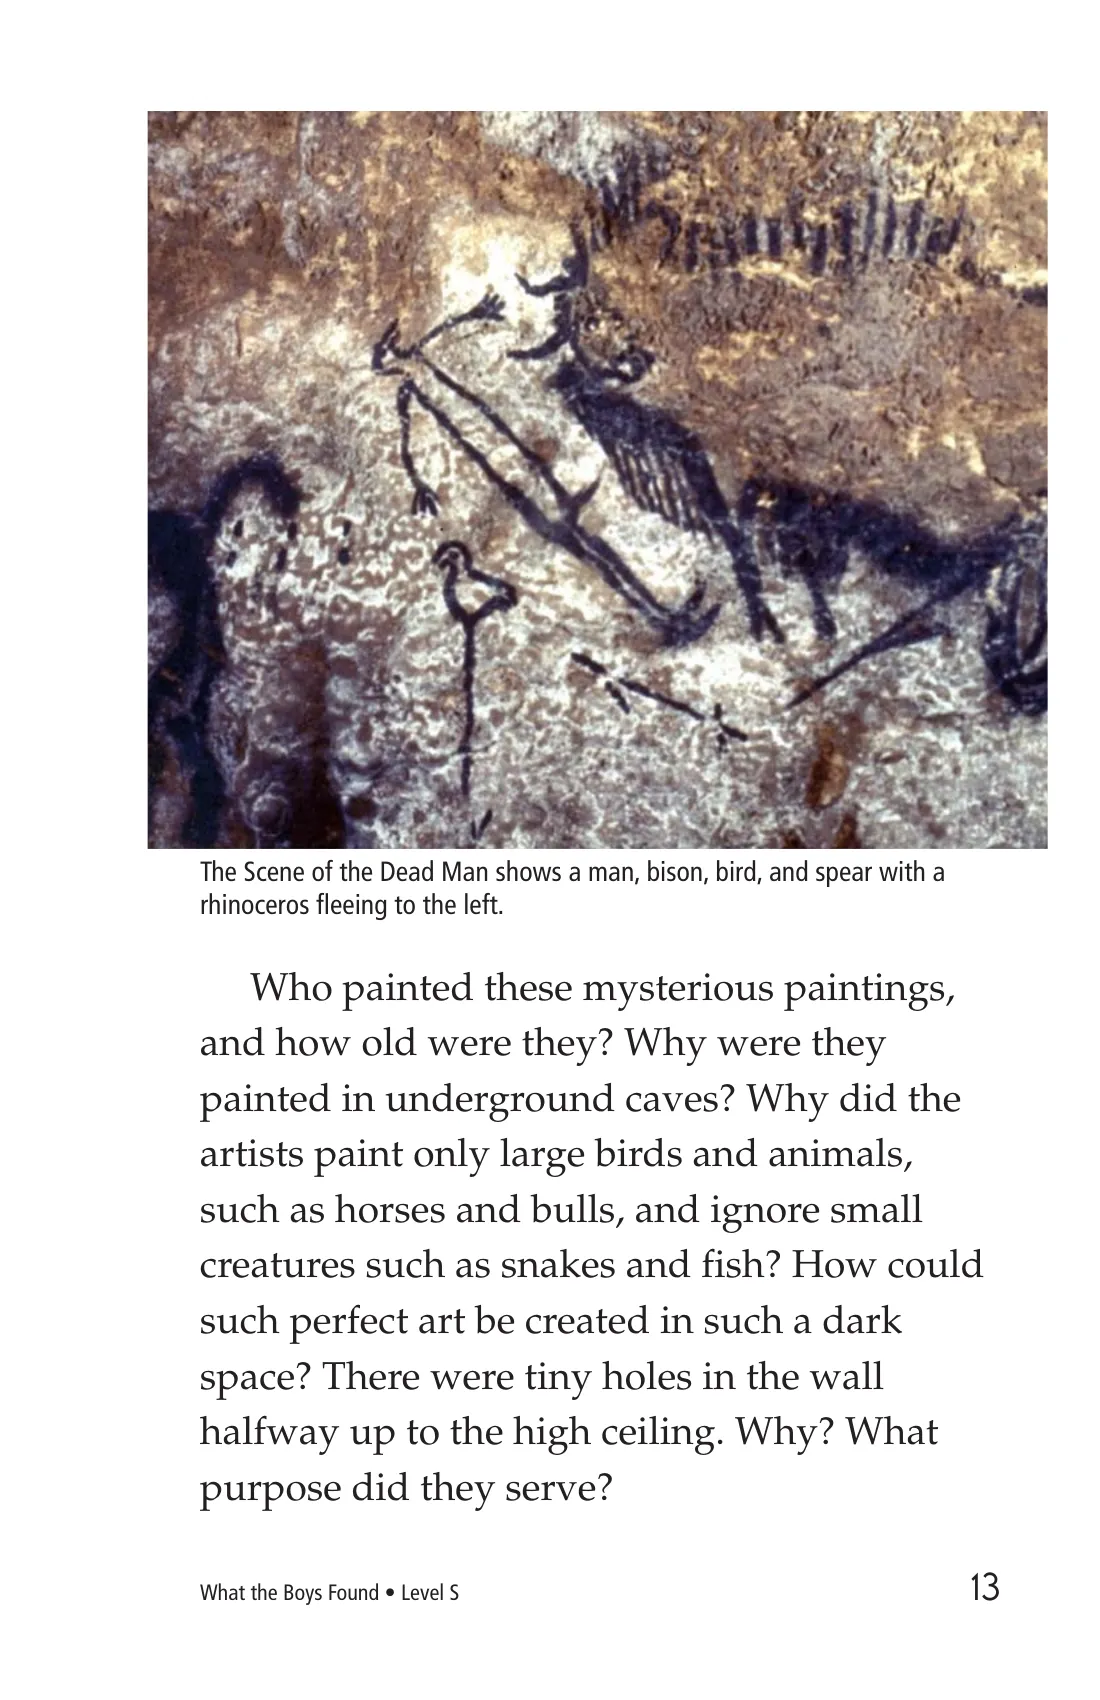 The Scene of the Dead Man shows a man, bison, bird, and spear with a
rhinoceros fleeing to the left.
Who painted these mysterious paintings,
and how old were they? Why were they
painted in underground caves? Why did the
artists paint only large birds and animals,
such as horses and bulls, and ignore small
creatures such as snakes and fish? How could
such perfect art be created in such a dark
space? There were tiny holes in the wall
halfway up to the high ceiling. Why? What
purpose did they serve?
What the Boys Found • Level S
13